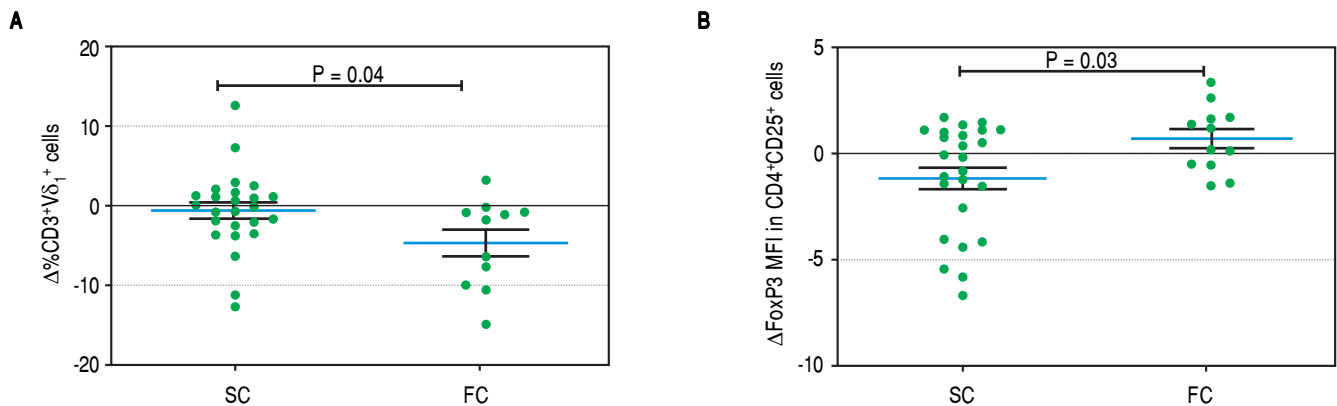 A
Δ%CD3⁺Vδ₁⁺ cells
20
10
0
-10
-20
P = 0.04
SC
FC
B
ΔFoxP3 MFI in CD4⁺CD25⁺ cells
5
0
-5
-10
P = 0.03
SC
FC